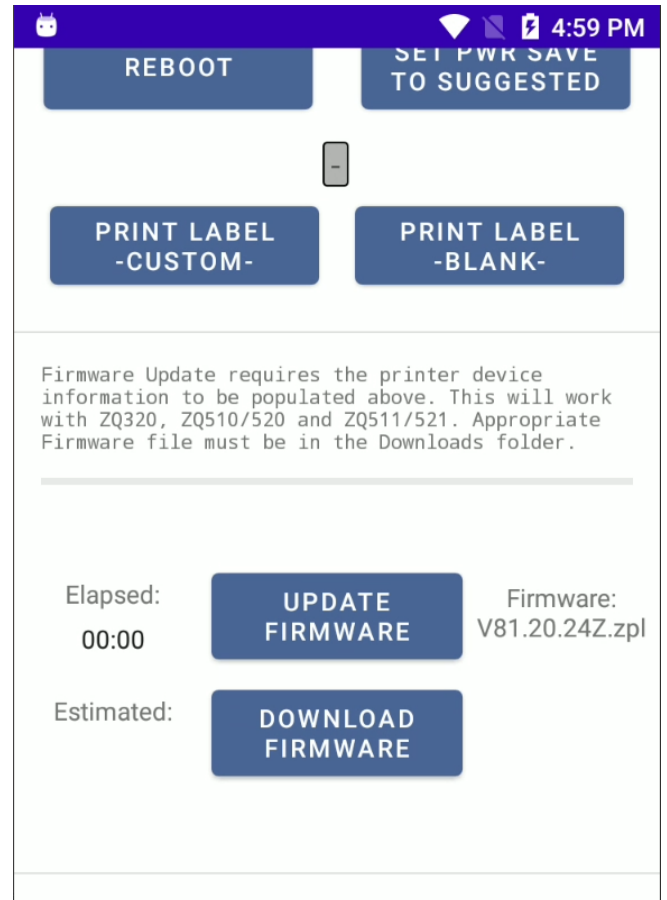 4:59 PM
REBOOT
SET PWR SAVE
TO SUGGESTED
-
PRINT LABEL
-CUSTOM-
PRINT LABEL
-BLANK-
Firmware Update requires the printer device
information to be populated above. This will work
with ZQ320, ZQ510/520 and ZQ511/521. Appropriate
Firmware file must be in the Downloads folder.
Elapsed:
00:00
UPDATE
FIRMWARE
Firmware:
V81.20.24Z.zpl
Estimated:
DOWNLOAD
FIRMWARE